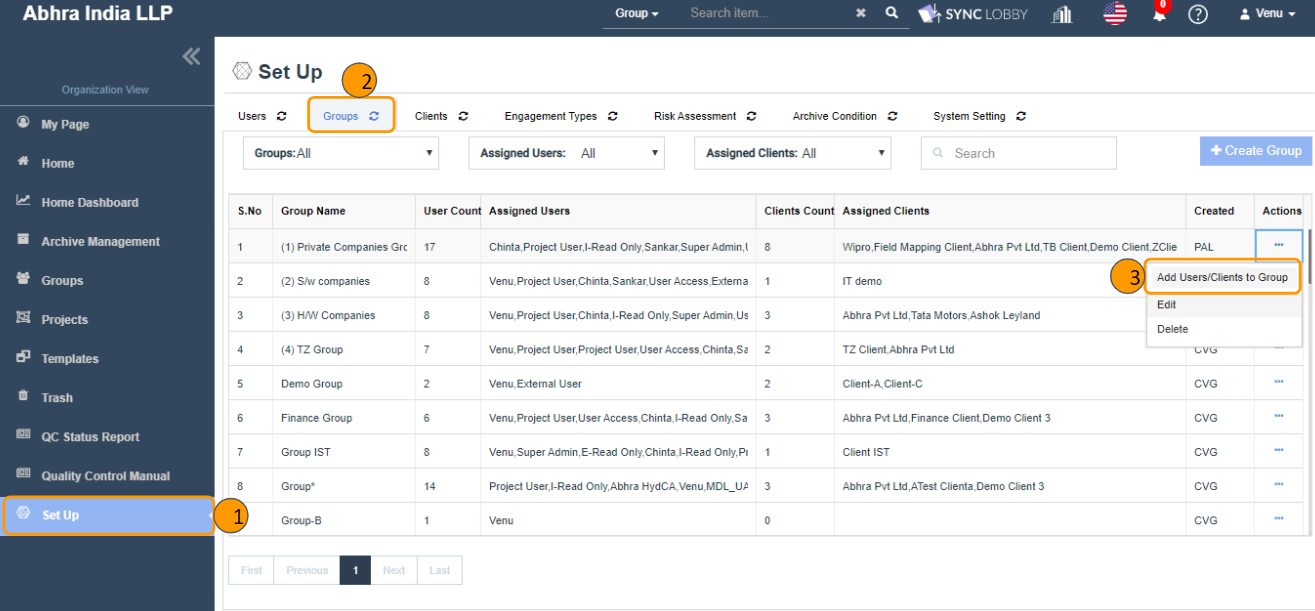 Abhra India LLP
Group
Search item...
SYNC LOBBY
0
Venu
Organization View
My Page
Home
Home Dashboard
Archive Management
Groups
Projects
Templates
Trash
QC Status Report
Quality Control Manual
Set Up
1
Set Up
2
Users Groups Clients Engagement Types Risk Assessment Archive Condition System Setting
Groups:All Assigned Users: All Assigned Clients: All Search + Create Group
S.No Group Name User Count Assigned Users Clients Count Assigned Clients Created Actions
1 (1) Private Companies Grc 17 Chinta,Project User,I-Read Only,Sankar,Super Admin, 8 Wipro,Field Mapping Client,Abhra Pvt Ltd,TB Client,Demo Client,ZClie PAL ...
3 Add Users/Clients to Group
Edit
Delete
2 (2) S/w companies 8 Venu,Project User,Chinta,Sankar,User Access,Externa 1 IT demo
3 (3) H/W Companies 8 Venu,Project User,Chinta,I-Read Only,Super Admin,Us 3 Abhra Pvt Ltd,Tata Motors,Ashok Leyland
4 (4) TZ Group 7 Venu,Project User,Project User,User Access,Chinta,Sa 2 TZ Client,Abhra Pvt Ltd CVG ...
5 Demo Group 2 Venu,External User 2 Client-A,Client-C CVG ...
6 Finance Group 6 Venu,Project User,User Access,Chinta,I-Read Only,Sa 3 Abhra Pvt Ltd,Finance Client,Demo Client 3 CVG ...
7 Group IST 8 Venu,Super Admin,E-Read Only,Chinta,I-Read Only,Pr 1 Client IST CVG ...
8 Group* 14 Project User,I-Read Only,Abhra HydCA,Venu,MDL_UA 3 Abhra Pvt Ltd,ATest Clienta,Demo Client 3 CVG ...
Group-B 1 Venu 0 CVG ...
First Previous 1 Next Last